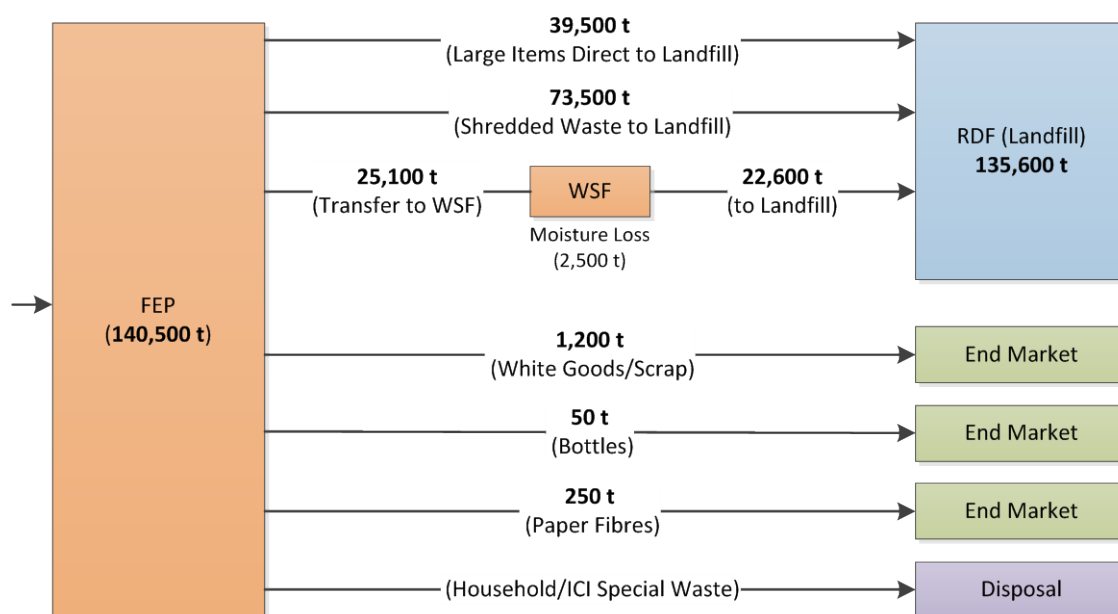 39,500 t
(Large Items Direct to Landfill)
73,500 t
(Shredded Waste to Landfill)
RDF (Landfill)
135,600 t
25,100 t
(Transfer to WSF)
WSF
22,600 t
(to Landfill)
Moisture Loss
(2,500 t)
FEP
(140,500 t)
1,200 t
(White Goods/Scrap)
End Market
50 t
(Bottles)
End Market
250 t
(Paper Fibres)
End Market
(Household/ICI Special Waste)
Disposal